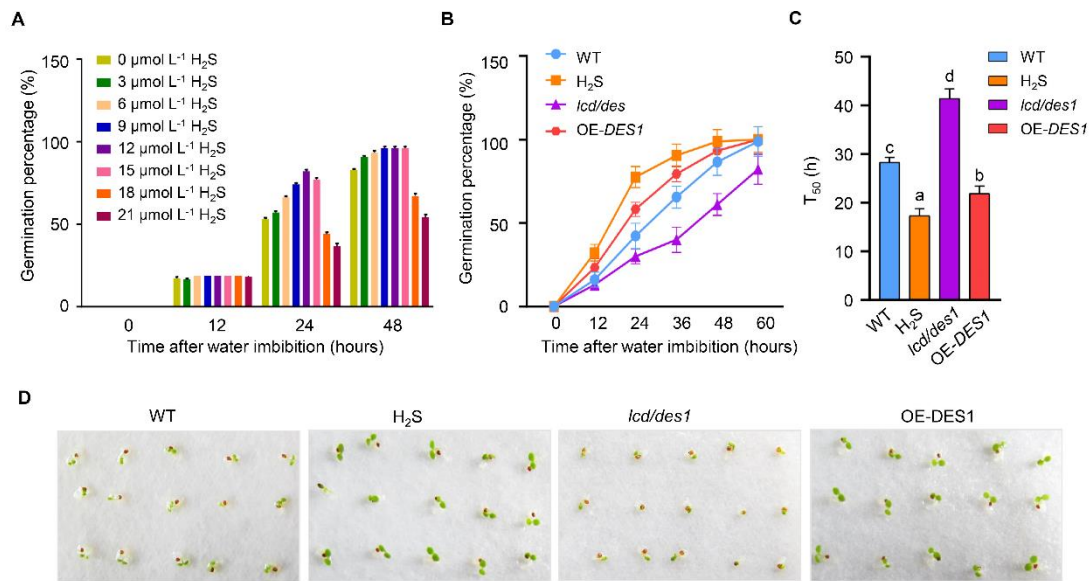 A
0 µmol L⁻¹ H₂S
3 µmol L⁻¹ H₂S
6 µmol L⁻¹ H₂S
9 µmol L⁻¹ H₂S
12 µmol L⁻¹ H₂S
15 µmol L⁻¹ H₂S
18 µmol L⁻¹ H₂S
21 µmol L⁻¹ H₂S
Germination percentage (%)
150
100
50
0
0 12 24 48
Time after water imbibition (hours)
B
WT
H₂S
lcd/des
OE-DES1
Germination percentage (%)
150
100
50
0
0 12 24 36 48 60
Time after water imbibition (hours)
C
WT
H₂S
lcd/des1
OE-DES1
T₅₀ (h)
50
40
30
20
10
0
c a d b
WT H₂S lcd/des1 OE-DES1
D
WT H₂S lcd/des1 OE-DES1